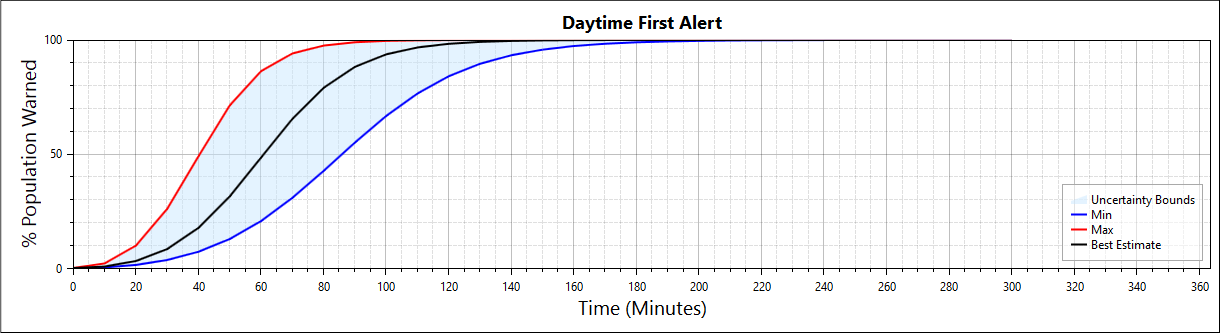 Daytime First Alert
% Population Warned
100
50
0
0 20 40 60 80 100 120 140 160 180 200 220 240 260 280 300 320 340 360
Time (Minutes)
Uncertainty Bounds
Min
Max
Best Estimate